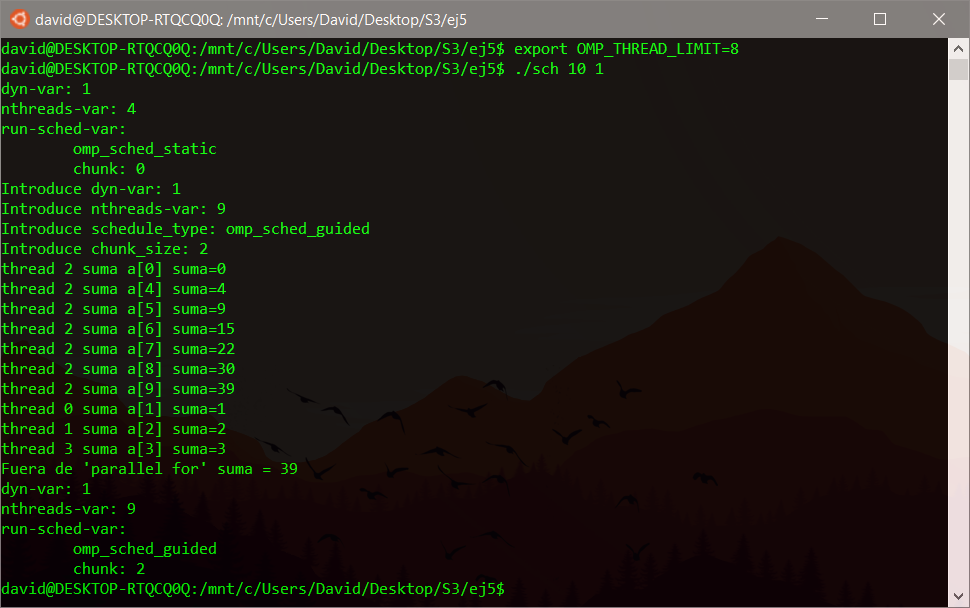 david@DESKTOP-RTQCQ0Q: /mnt/c/Users/David/Desktop/S3/ej5
david@DESKTOP-RTQCQ0Q:/mnt/c/Users/David/Desktop/S3/ej5$ export OMP_THREAD_LIMIT=8
david@DESKTOP-RTQCQ0Q:/mnt/c/Users/David/Desktop/S3/ej5$ ./sch 10 1
dyn-var: 1
nthreads-var: 4
run-sched-var:
        omp_sched_static
        chunk: 0
Introduce dyn-var: 1
Introduce nthreads-var: 9
Introduce schedule_type: omp_sched_guided
Introduce chunk_size: 2
thread 2 suma a[0] suma=0
thread 2 suma a[4] suma=4
thread 2 suma a[5] suma=9
thread 2 suma a[6] suma=15
thread 2 suma a[7] suma=22
thread 2 suma a[8] suma=30
thread 2 suma a[9] suma=39
thread 0 suma a[1] suma=1
thread 1 suma a[2] suma=2
thread 3 suma a[3] suma=3
Fuera de 'parallel for' suma = 39
dyn-var: 1
nthreads-var: 9
run-sched-var:
        omp_sched_guided
        chunk: 2
david@DESKTOP-RTQCQ0Q:/mnt/c/Users/David/Desktop/S3/ej5$